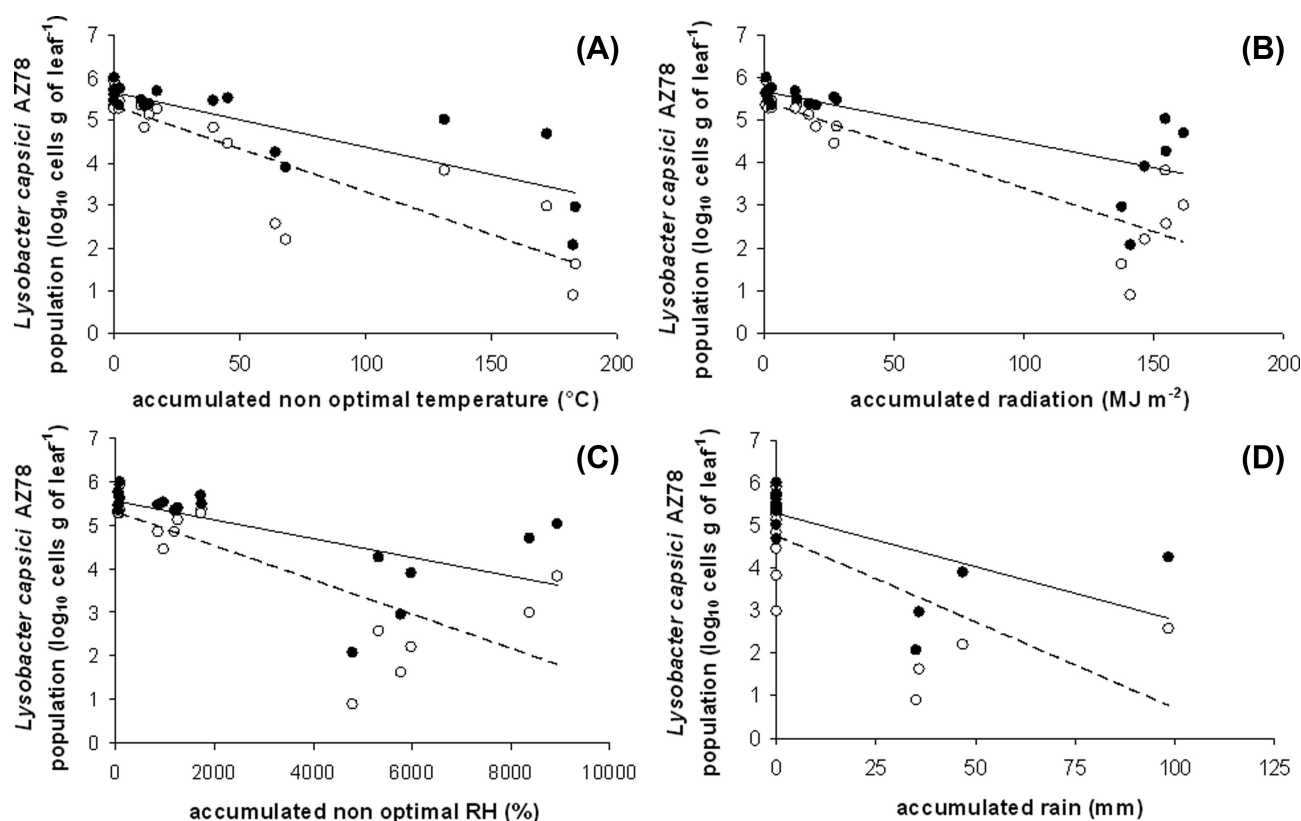 (A)
7
6
5
4
3
2
1
0
0 50 100 150 200
Lysobacter capsici AZ78
population (log₁₀ cells g of leaf⁻¹)
accumulated non optimal temperature (°C)
(B)
7
6
5
4
3
2
1
0
0 50 100 150 200
Lysobacter capsici AZ78
population (log₁₀ cells g of leaf⁻¹)
accumulated radiation (MJ m⁻²)
(C)
7
6
5
4
3
2
1
0
0 2000 4000 6000 8000 10000
Lysobacter capsici AZ78
population (log₁₀ cells g of leaf⁻¹)
accumulated non optimal RH (%)
(D)
7
6
5
4
3
2
1
0
0 25 50 75 100 125
Lysobacter capsici AZ78
population (log₁₀ cells g of leaf⁻¹)
accumulated rain (mm)